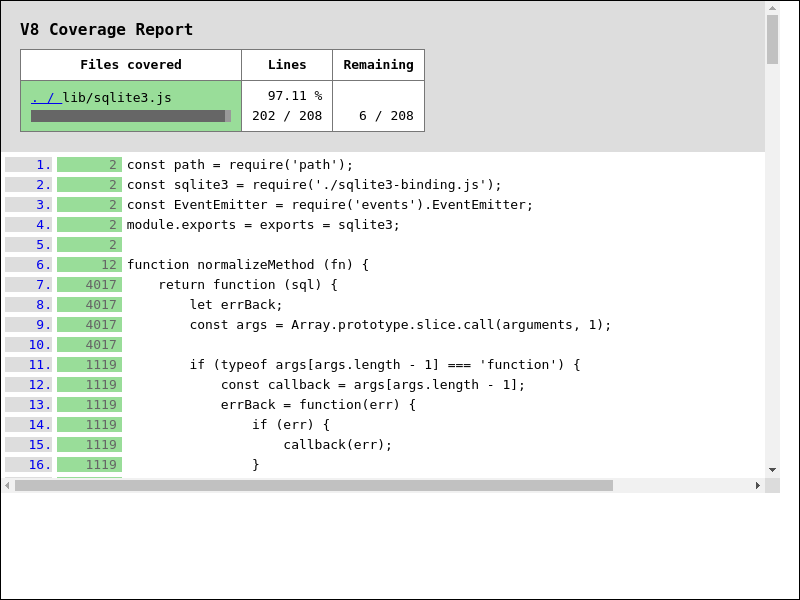 V8 Coverage Report
Files covered Lines Remaining
. / lib/sqlite3.js 97.11 %
202 / 208 6 / 208
1. 2 const path = require('path');
2. 2 const sqlite3 = require('./sqlite3-binding.js');
3. 2 const EventEmitter = require('events').EventEmitter;
4. 2 module.exports = exports = sqlite3;
5. 2
6. 12 function normalizeMethod (fn) {
7. 4017     return function (sql) {
8. 4017         let errBack;
9. 4017         const args = Array.prototype.slice.call(arguments, 1);
10. 4017
11. 1119         if (typeof args[args.length - 1] === 'function') {
12. 1119             const callback = args[args.length - 1];
13. 1119             errBack = function(err) {
14. 1119                 if (err) {
15. 1119                     callback(err);
16. 1119                 }